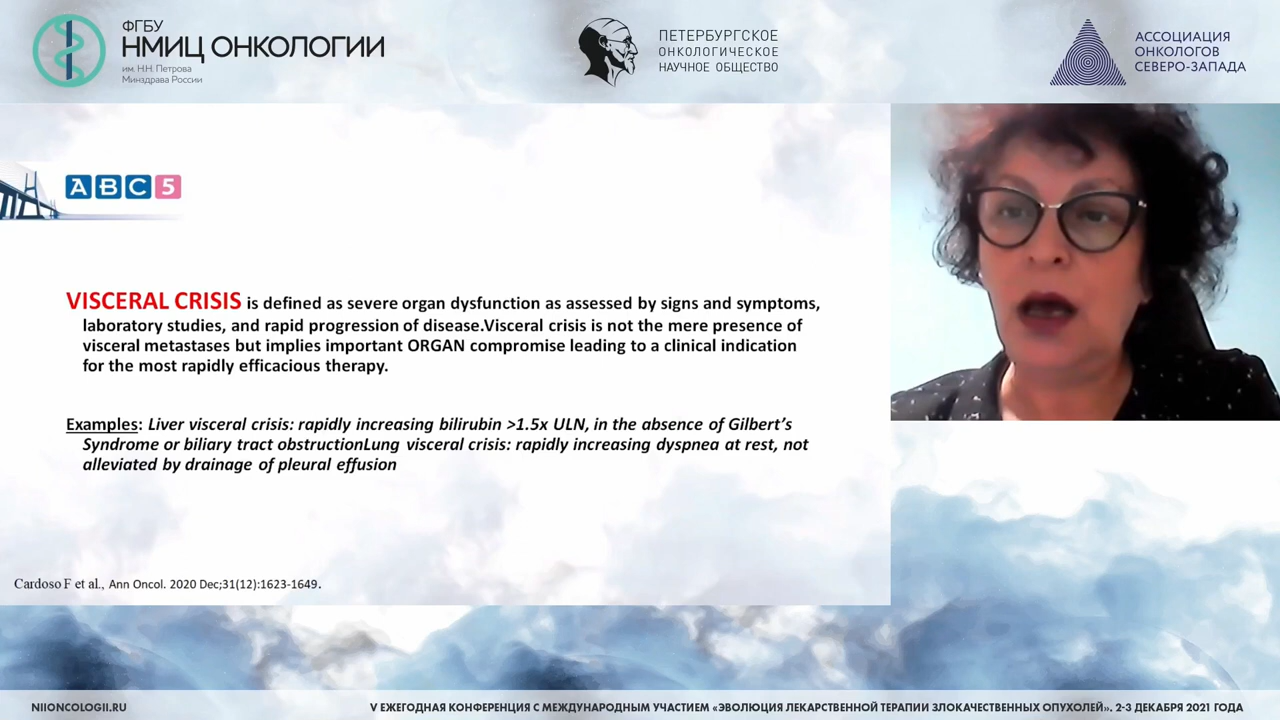 ФГБУ
НМИЦ ОНКОЛОГИИ
им. Н.Н. Петрова
Минздрава России
ПЕТЕРБУРГСКОЕ
ОНКОЛОГИЧЕСКОЕ
НАУЧНОЕ ОБЩЕСТВО
АССОЦИАЦИЯ
ОНКОЛОГОВ
СЕВЕРО-ЗАПАДА
ABC5
VISCERAL CRISIS is defined as severe organ dysfunction as assessed by signs and symptoms,
laboratory studies, and rapid progression of disease.Visceral crisis is not the mere presence of
visceral metastases but implies important ORGAN compromise leading to a clinical indication
for the most rapidly efficacious therapy.
Examples: Liver visceral crisis: rapidly increasing bilirubin >1.5x ULN, in the absence of Gilbert’s
Syndrome or biliary tract obstructionLung visceral crisis: rapidly increasing dyspnea at rest, not
alleviated by drainage of pleural effusion
Cardoso F et al., Ann Oncol. 2020 Dec;31(12):1623-1649.
NIIONCOLOGII.RU
V ЕЖЕГОДНАЯ КОНФЕРЕНЦИЯ С МЕЖДУНАРОДНЫМ УЧАСТИЕМ «ЭВОЛЮЦИЯ ЛЕКАРСТВЕННОЙ ТЕРАПИИ ЗЛОКАЧЕСТВЕННЫХ ОПУХОЛЕЙ». 2-3 ДЕКАБРЯ 2021 ГОДА